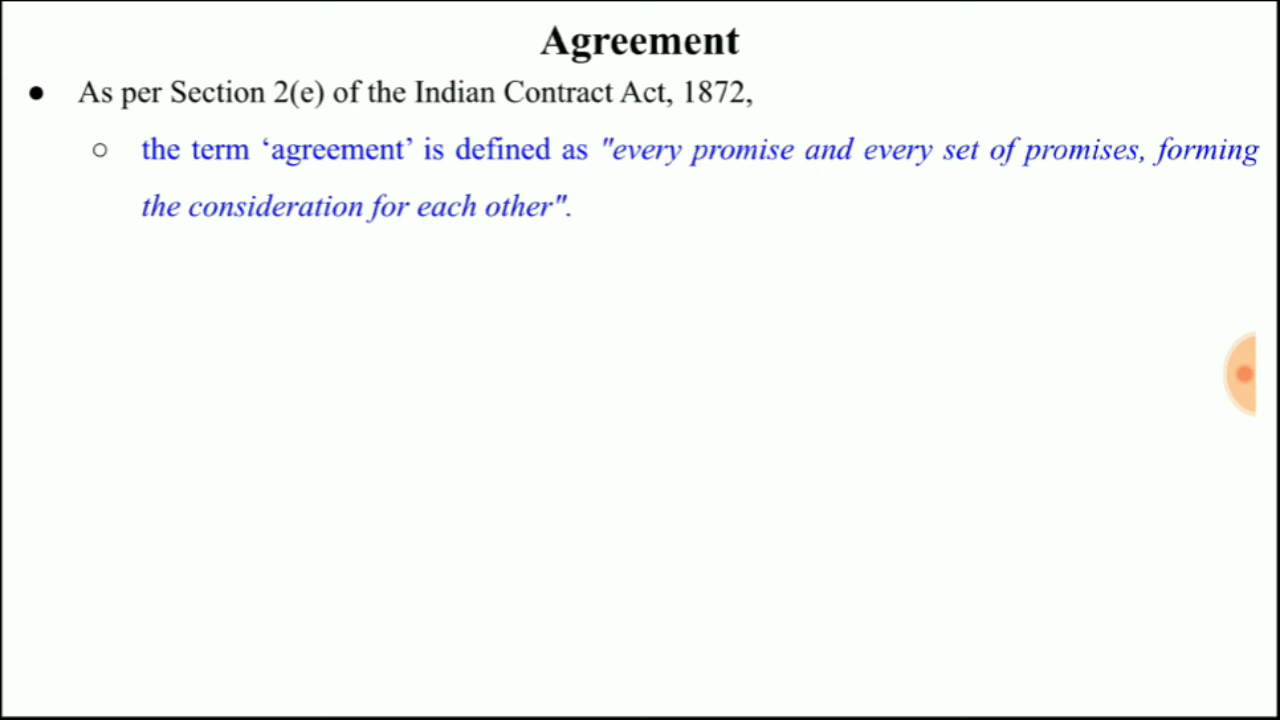 Agreement
● As per Section 2(e) of the Indian Contract Act, 1872,
○ the term ‘agreement’ is defined as "every promise and every set of promises, forming
the consideration for each other".